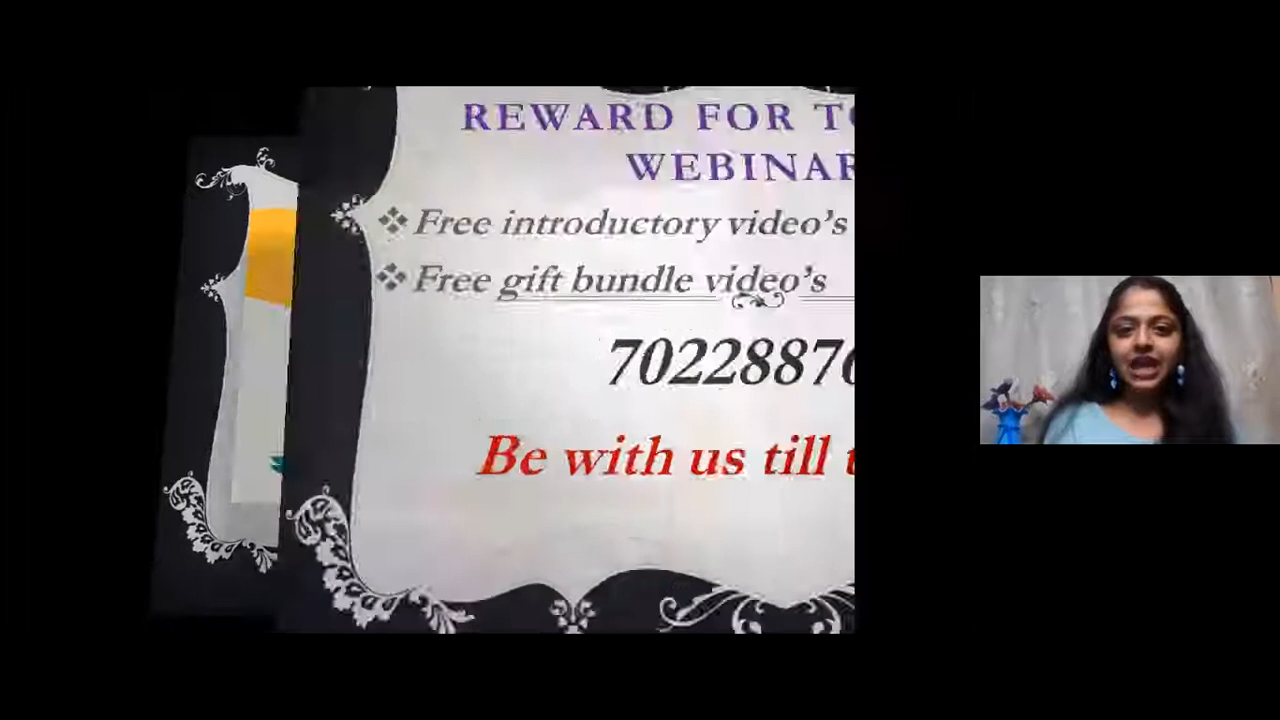 REWARD FOR
WEBINAR
❖ Free introductory video's
❖ Free gift bundle video's
7022887
Be with us till